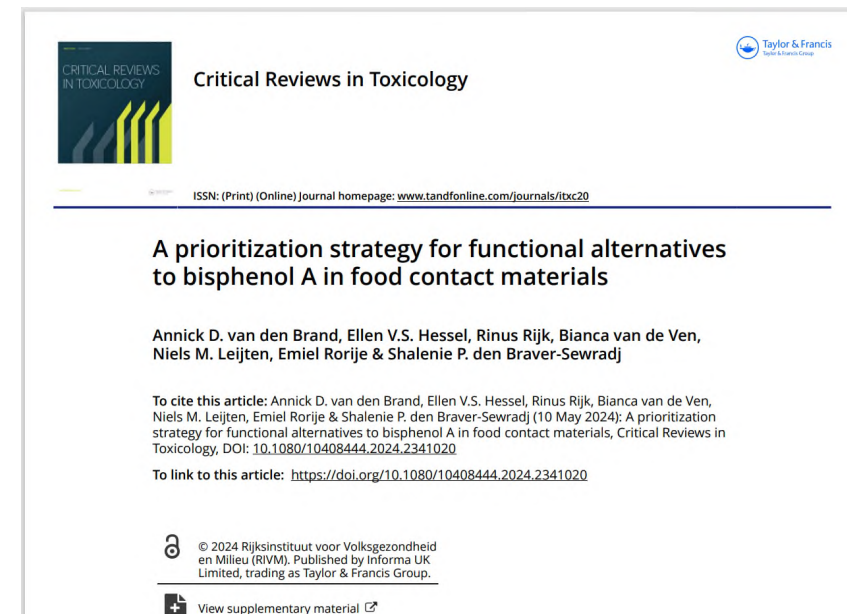 CRITICAL REVIEWS
IN TOXICOLOGY
Taylor & Francis
Taylor & Francis Group
Critical Reviews in Toxicology
ISSN: (Print) (Online) Journal homepage: www.tandfonline.com/journals/itxc20
A prioritization strategy for functional alternatives
to bisphenol A in food contact materials
Annick D. van den Brand, Ellen V.S. Hessel, Rinus Rijk, Bianca van de Ven,
Niels M. Leijten, Emiel Rorije & Shalenie P. den Braver-Sewradj
To cite this article: Annick D. van den Brand, Ellen V.S. Hessel, Rinus Rijk, Bianca van de Ven,
Niels M. Leijten, Emiel Rorije & Shalenie P. den Braver-Sewradj (10 May 2024): A prioritization
strategy for functional alternatives to bisphenol A in food contact materials, Critical Reviews in
Toxicology, DOI: 10.1080/10408444.2024.2341020
To link to this article: https://doi.org/10.1080/10408444.2024.2341020
© 2024 Rijksinstituut voor Volksgezondheid
en Milieu (RIVM). Published by Informa UK
Limited, trading as Taylor & Francis Group.
View supplementary material